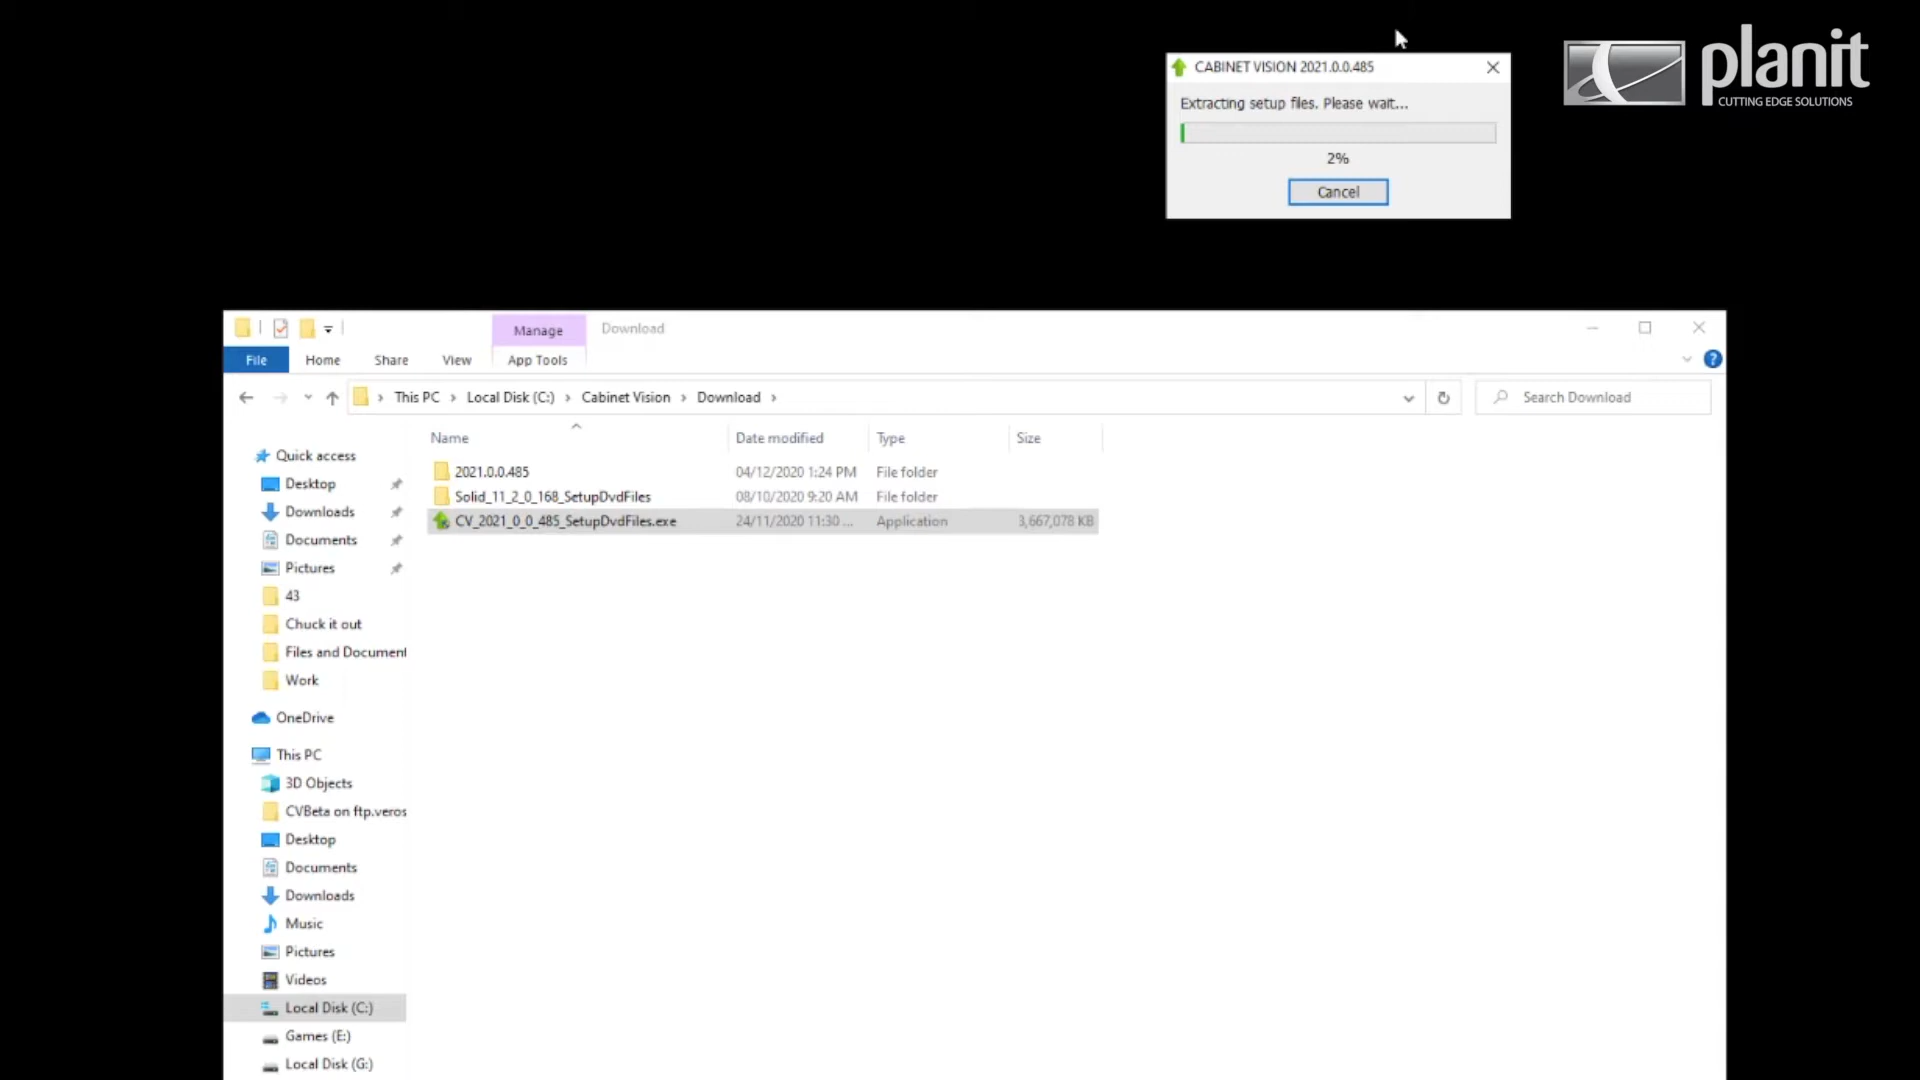 planit
CUTTING EDGE SOLUTIONS
CABINET VISION 2021.0.0.485
Extracting setup files. Please wait...
2%
Cancel
Manage
Download
File
Home
Share
View
App Tools
This PC > Local Disk (C:) > Cabinet Vision > Download >
Search Download
Name
Date modified
Type
Size
2021.0.0.485 04/12/2020 1:24 PM File folder
Solid_11_2_0_168_SetupDvdFiles 08/10/2020 9:20 AM File folder
CV_2021_0_0_485_SetupDvdFiles.exe 24/11/2020 11:30 ... Application 3,667,078 KB
Quick access
Desktop
Downloads
Documents
Pictures
43
Chuck it out
Files and Document
Work
OneDrive
This PC
3D Objects
CVBeta on ftp.veros
Desktop
Documents
Downloads
Music
Pictures
Videos
Local Disk (C:)
Games (E:)
Local Disk (G:)